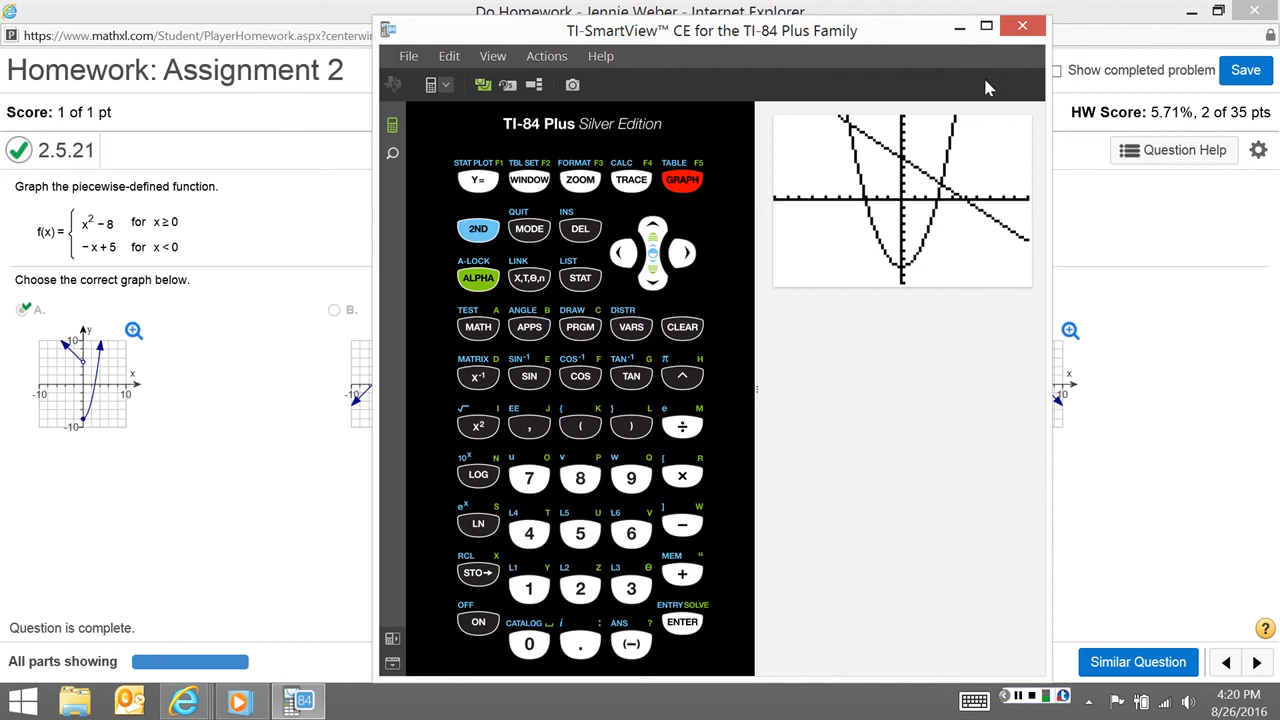 Do Homework - Jennie Weber - Internet Explorer
https://www.mathxl.com/Student/PlayerHomework.aspx?centerwi
TI-SmartView™ CE for the TI-84 Plus Family
File Edit View Actions Help
Homework: Assignment 2
Show completed problem
Save
Score: 1 of 1 pt
HW Score: 5.71%, 2 of 35 pts
2.5.21
Question Help
Graph the piecewise-defined function.
f(x) = { x² − 8 for x ≥ 0
− x + 5 for x < 0
Choose the correct graph below.
A.
B.
10 y
x
-10 10
-10
-10
x
10
TI-84 Plus Silver Edition
STAT PLOT F1 TBL SET F2 FORMAT F3 CALC F4 TABLE F5
Y= WINDOW ZOOM TRACE GRAPH
QUIT INS
2ND MODE DEL
A-LOCK LINK LIST
ALPHA X,T,Θ,n STAT
TEST A ANGLE B DRAW C DISTR
MATH APPS PRGM VARS CLEAR
MATRIX D SIN⁻¹ E COS⁻¹ F TAN⁻¹ G π H
x⁻¹ SIN COS TAN ^
√ I EE J { K } L e M
x² , ( ) ÷
10ˣ N u O v P w Q [ R
LOG 7 8 9 ×
eˣ S L4 T L5 U L6 V ] W
LN 4 5 6 −
RCL X L1 Y L2 Z L3 Θ MEM "
STO→ 1 2 3 +
OFF CATALOG ⎵ i : ANS ? ENTRY SOLVE
ON 0 . (−) ENTER
Question is complete.
All parts showing
Similar Question
?
84
4:20 PM
8/26/2016